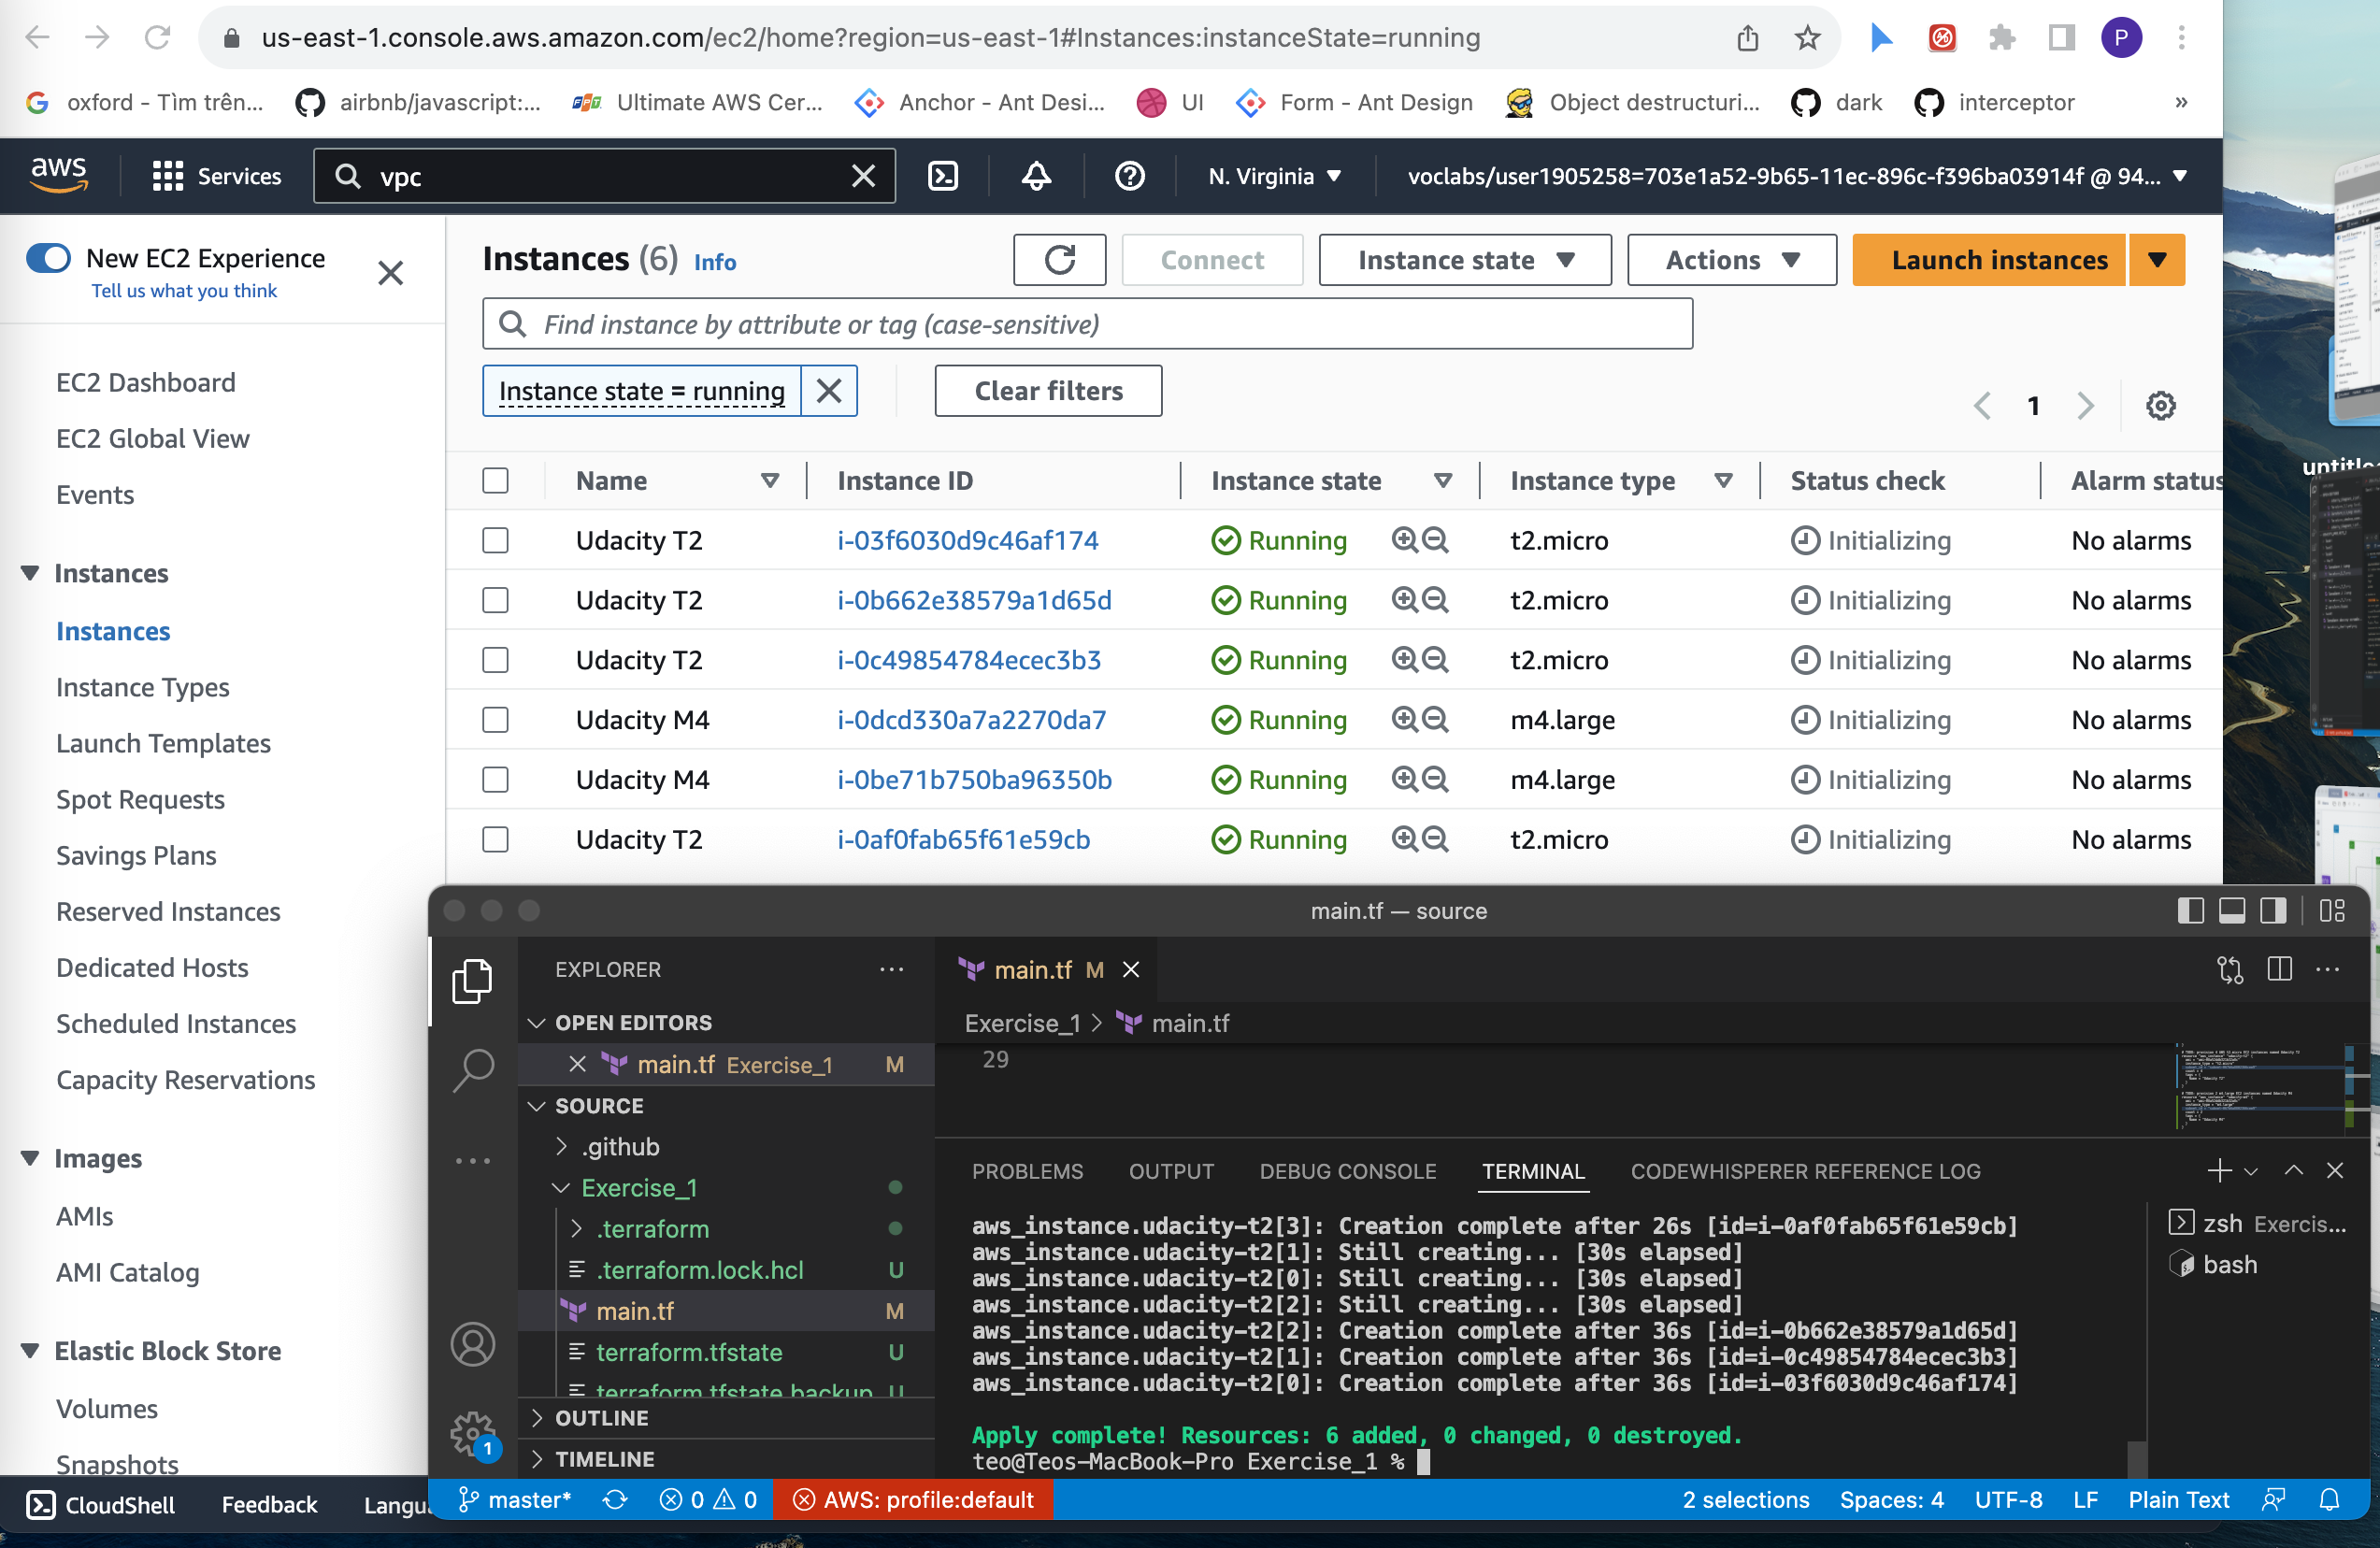 us-east-1.console.aws.amazon.com/ec2/home?region=us-east-1#Instances:instanceState=running
P
oxford - Tìm trên...
airbnb/javascript:...
FPT
Ultimate AWS Cer...
Anchor - Ant Desi...
UI
Form - Ant Design
Object destructuri...
dark
interceptor
»
aws
Services
vpc
N. Virginia
voclabs/user1905258=703e1a52-9b65-11ec-896c-f396ba03914f @ 94...
New EC2 Experience
Tell us what you think
EC2 Dashboard
EC2 Global View
Events
Instances
Instances
Instance Types
Launch Templates
Spot Requests
Savings Plans
Reserved Instances
Dedicated Hosts
Scheduled Instances
Capacity Reservations
Images
AMIs
AMI Catalog
Elastic Block Store
Volumes
Snapshots
Instances (6) Info
Connect
Instance state
Actions
Launch instances
Find instance by attribute or tag (case-sensitive)
Instance state = running
Clear filters
1
Name Instance ID Instance state Instance type Status check Alarm status
Udacity T2 i-03f6030d9c46af174 Running t2.micro Initializing No alarms
Udacity T2 i-0b662e38579a1d65d Running t2.micro Initializing No alarms
Udacity T2 i-0c49854784ecec3b3 Running t2.micro Initializing No alarms
Udacity M4 i-0dcd330a7a2270da7 Running m4.large Initializing No alarms
Udacity M4 i-0be71b750ba96350b Running m4.large Initializing No alarms
Udacity T2 i-0af0fab65f61e59cb Running t2.micro Initializing No alarms
main.tf — source
EXPLORER
OPEN EDITORS
main.tf Exercise_1 M
SOURCE
.github
Exercise_1
.terraform
.terraform.lock.hcl U
main.tf M
terraform.tfstate U
terraform.tfstate.backup U
OUTLINE
TIMELINE
1
main.tf M
Exercise_1 > main.tf
29
PROBLEMS OUTPUT DEBUG CONSOLE TERMINAL CODEWHISPERER REFERENCE LOG
aws_instance.udacity-t2[3]: Creation complete after 26s [id=i-0af0fab65f61e59cb]
aws_instance.udacity-t2[1]: Still creating... [30s elapsed]
aws_instance.udacity-t2[0]: Still creating... [30s elapsed]
aws_instance.udacity-t2[2]: Still creating... [30s elapsed]
aws_instance.udacity-t2[2]: Creation complete after 36s [id=i-0b662e38579a1d65d]
aws_instance.udacity-t2[1]: Creation complete after 36s [id=i-0c49854784ecec3b3]
aws_instance.udacity-t2[0]: Creation complete after 36s [id=i-03f6030d9c46af174]
Apply complete! Resources: 6 added, 0 changed, 0 destroyed.
teo@Teos-MacBook-Pro Exercise_1 %
zsh Exercis...
bash
CloudShell Feedback
master* 0 0 AWS: profile:default
2 selections Spaces: 4 UTF-8 LF Plain Text